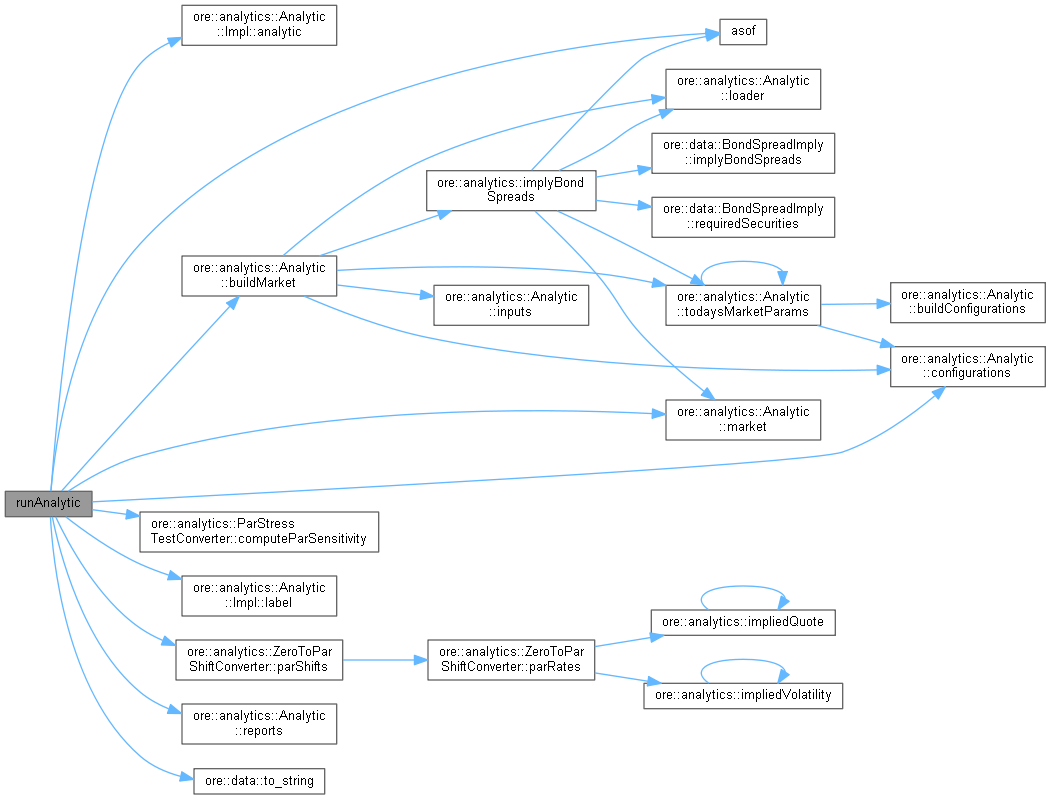 ore::analytics::Analytic
::Impl::analytic
asof
ore::analytics::Analytic
::loader
ore::data::BondSpreadImply
::implyBondSpreads
ore::analytics::implyBond
Spreads
ore::data::BondSpreadImply
::requiredSecurities
ore::analytics::Analytic
::buildMarket
ore::analytics::Analytic
::inputs
ore::analytics::Analytic
::todaysMarketParams
ore::analytics::Analytic
::buildConfigurations
ore::analytics::Analytic
::configurations
ore::analytics::Analytic
::market
runAnalytic
ore::analytics::ParStress
TestConverter::computeParSensitivity
ore::analytics::Analytic
::Impl::label
ore::analytics::ZeroToPar
ShiftConverter::parShifts
ore::analytics::ZeroToPar
ShiftConverter::parRates
ore::analytics::impliedQuote
ore::analytics::impliedVolatility
ore::analytics::Analytic
::reports
ore::data::to_string